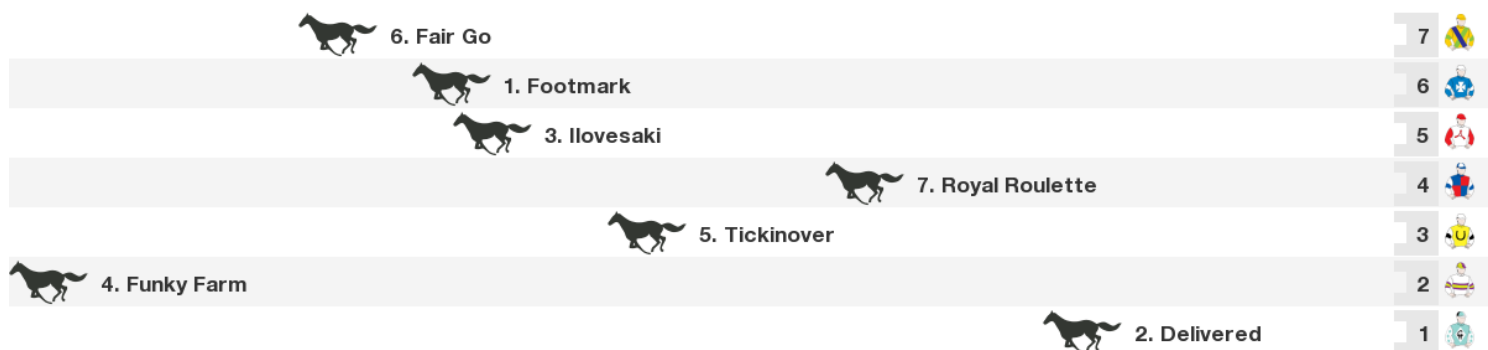 6. Fair Go 7
1. Footmark 6
3. Ilovesaki 5
7. Royal Roulette 4
5. Tickinover 3
4. Funky Farm 2
2. Delivered 1